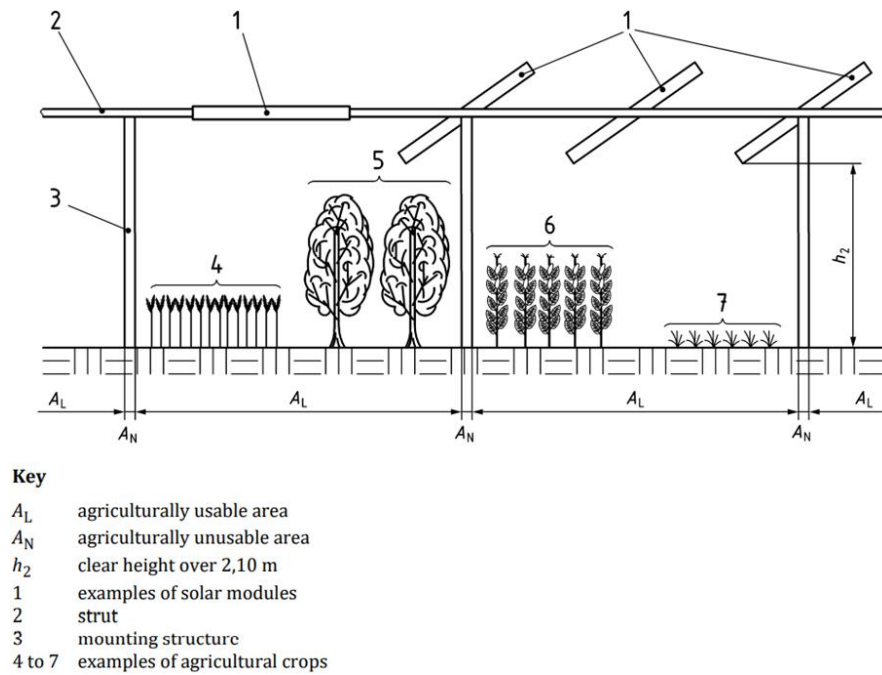 2
1
1
5
3
4
6
7
h2
AL
AL
AL
AL
AN
AN
AN
Key
AL agriculturally usable area
AN agriculturally unusable area
h2 clear height over 2,10 m
1 examples of solar modules
2 strut
3 mounting structure
4 to 7 examples of agricultural crops